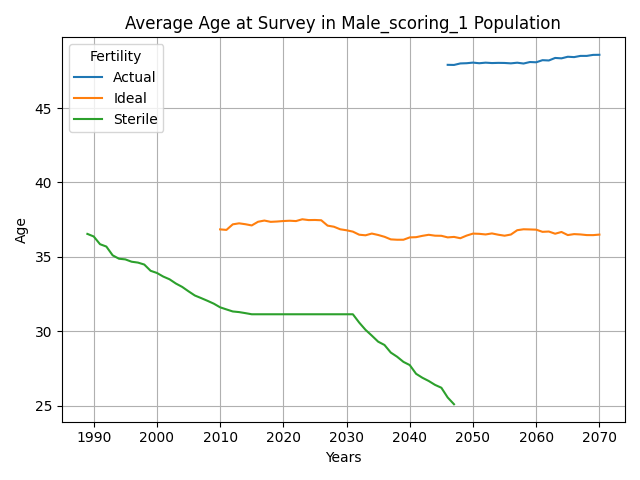 Average Age at Survey in Male_scoring_1 Population
Fertility
Actual
Ideal
Sterile
Age
45
40
35
30
25
1990 2000 2010 2020 2030 2040 2050 2060 2070
Years